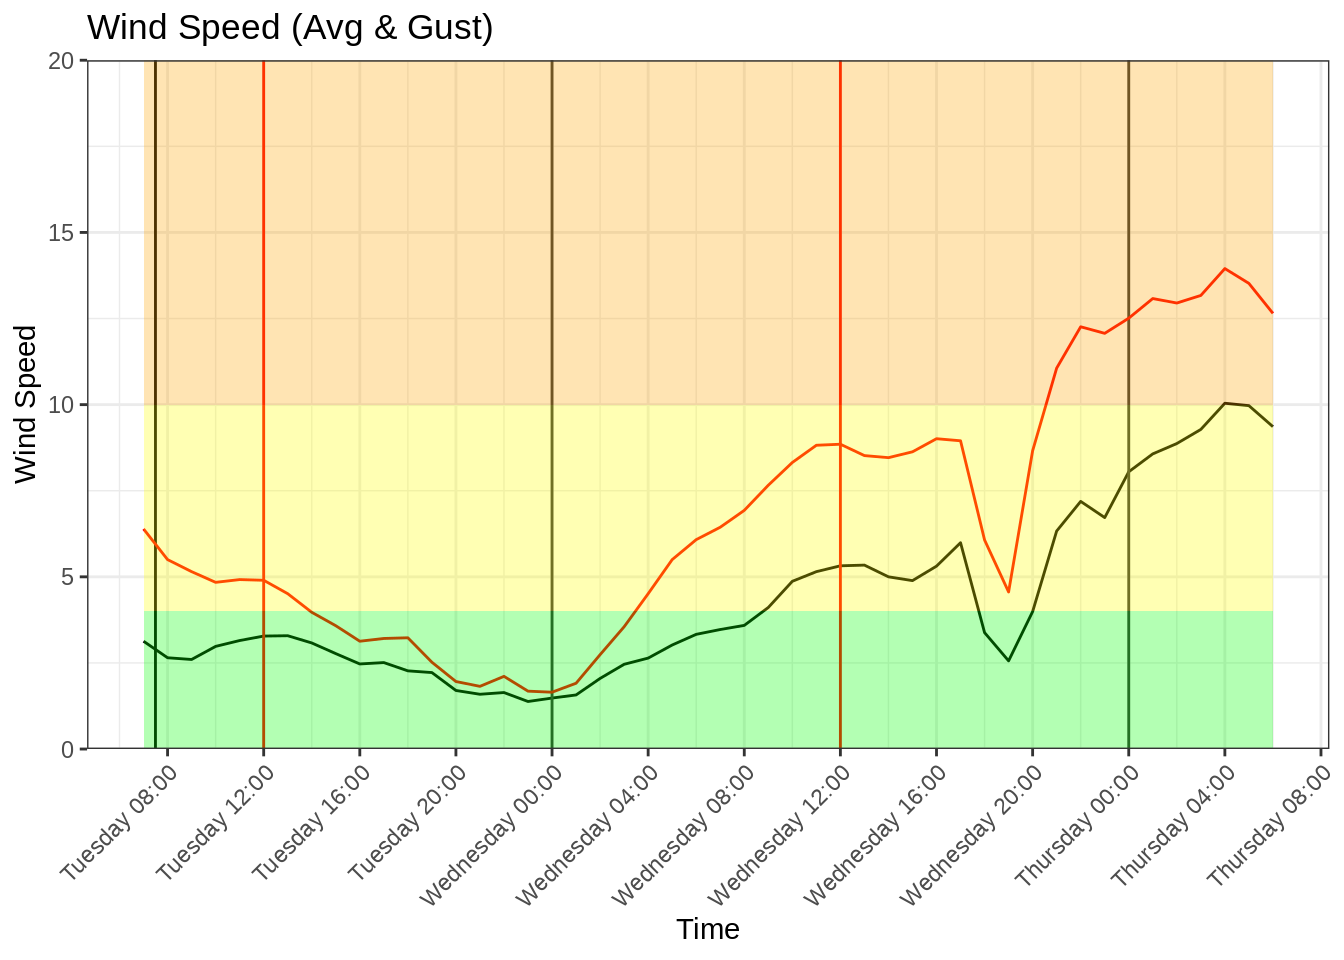 Wind Speed (Avg & Gust)
20
15
10
5
0
Wind Speed
Tuesday 08:00
Tuesday 12:00
Tuesday 16:00
Tuesday 20:00
Wednesday 00:00
Wednesday 04:00
Wednesday 08:00
Wednesday 12:00
Wednesday 16:00
Wednesday 20:00
Thursday 00:00
Thursday 04:00
Thursday 08:00
Time